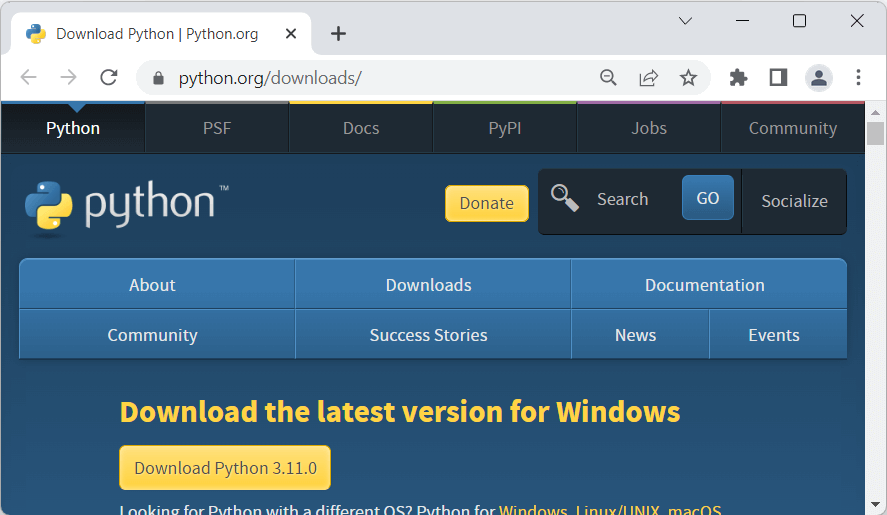 Download Python | Python.org
python.org/downloads/
Python PSF Docs PyPI Jobs Community
python™
Donate Search GO Socialize
About Downloads Documentation
Community Success Stories News Events
Download the latest version for Windows
Download Python 3.11.0
Looking for Python with a different OS? Python for Windows, Linux/UNIX, macOS,